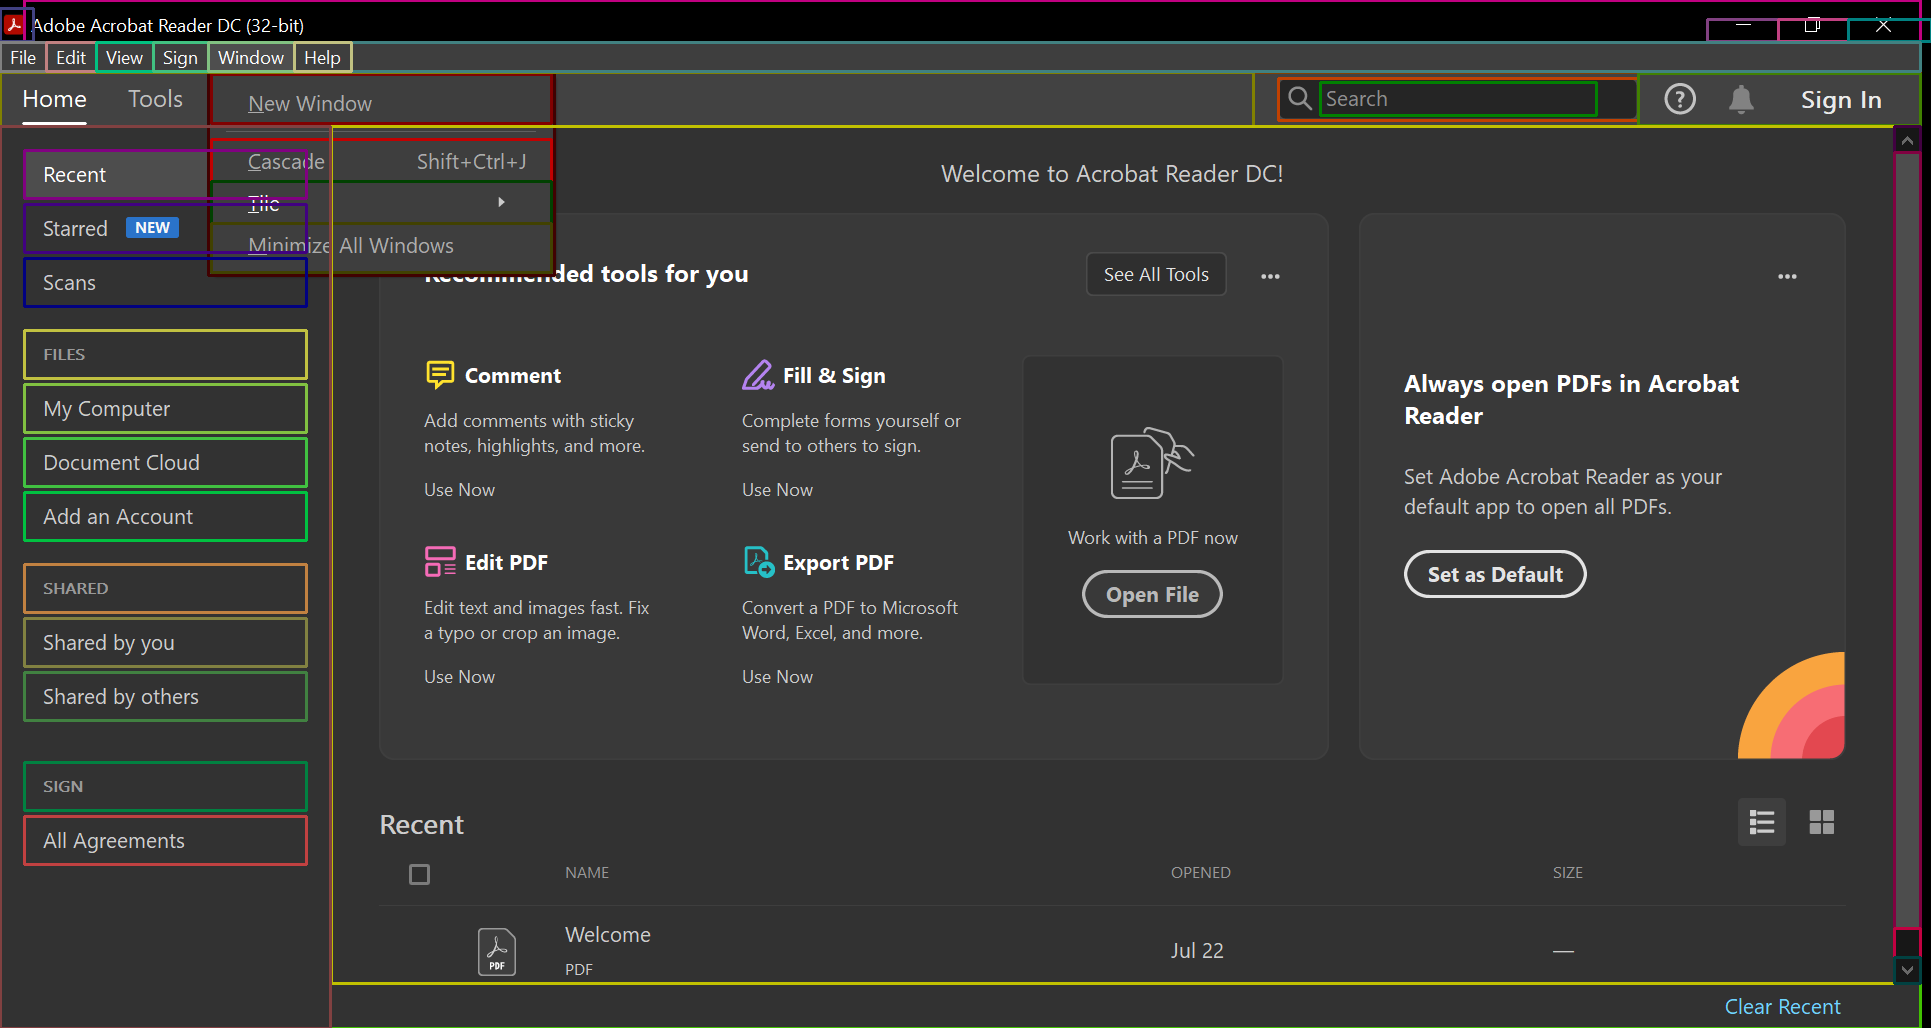 Adobe Acrobat Reader DC (32-bit)
File Edit View Sign Window Help
Home Tools
Search
Sign In
New Window
Cascade Shift+Ctrl+J
Tile
Minimize All Windows
Recent
Starred NEW
Scans
FILES
My Computer
Document Cloud
Add an Account
SHARED
Shared by you
Shared by others
SIGN
All Agreements
Welcome to Acrobat Reader DC!
Recommended tools for you
See All Tools
Comment
Add comments with sticky
notes, highlights, and more.
Use Now
Fill & Sign
Complete forms yourself or
send to others to sign.
Use Now
Edit PDF
Edit text and images fast. Fix
a typo or crop an image.
Use Now
Export PDF
Convert a PDF to Microsoft
Word, Excel, and more.
Use Now
Work with a PDF now
Open File
Always open PDFs in Acrobat
Reader
Set Adobe Acrobat Reader as your
default app to open all PDFs.
Set as Default
Recent
NAME OPENED SIZE
PDF
Welcome
PDF
Jul 22
—
Clear Recent